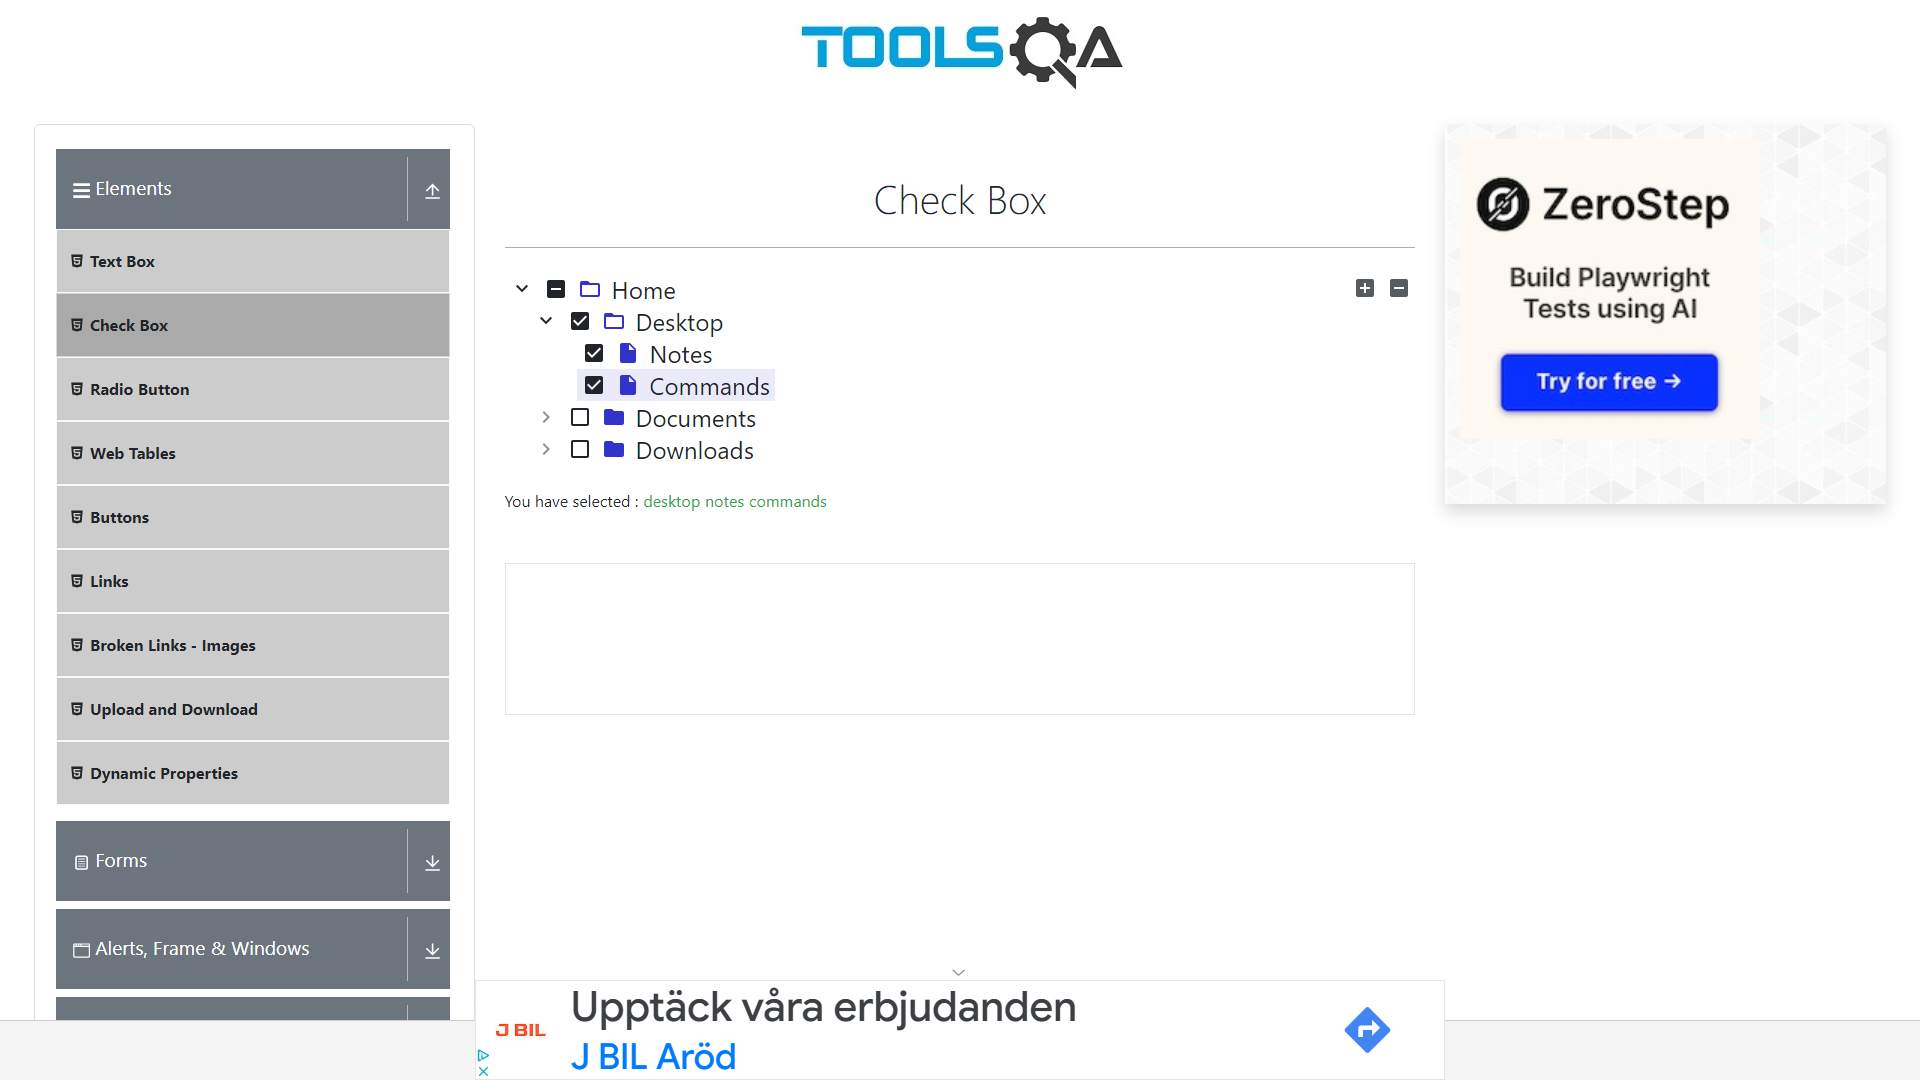 TOOLSQA
Elements
Text Box
Check Box
Radio Button
Web Tables
Buttons
Links
Broken Links - Images
Upload and Download
Dynamic Properties
Forms
Alerts, Frame & Windows
Check Box
Home
Desktop
Notes
Commands
Documents
Downloads
You have selected : desktop notes commands
ZeroStep
Build Playwright
Tests using AI
Try for free →
J BIL
Upptäck våra erbjudanden
J BIL Aröd